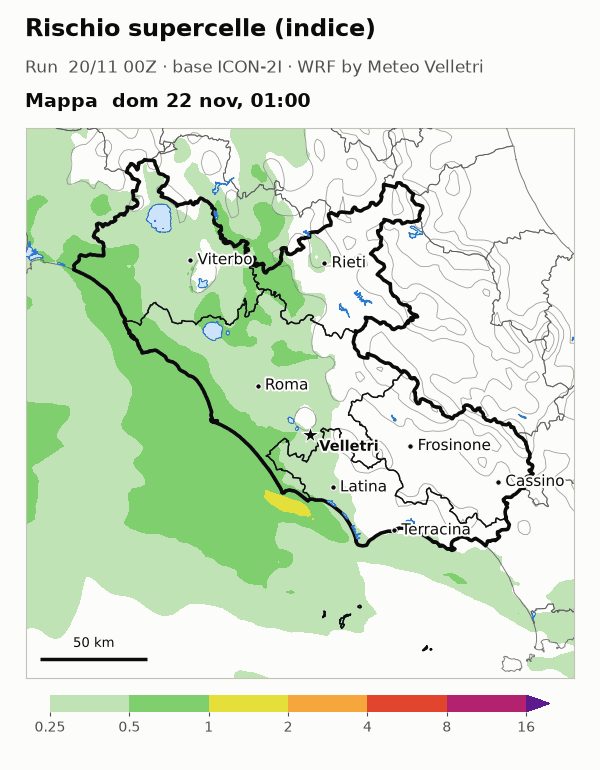 Rischio supercelle (indice)
Run  20/11 00Z · base ICON-2I · WRF by Meteo Velletri
Mappa  dom 22 nov, 01:00
Viterbo
Rieti
Roma
Velletri
Frosinone
Latina
Cassino
Terracina
50 km
0.25 0.5 1 2 4 8 16